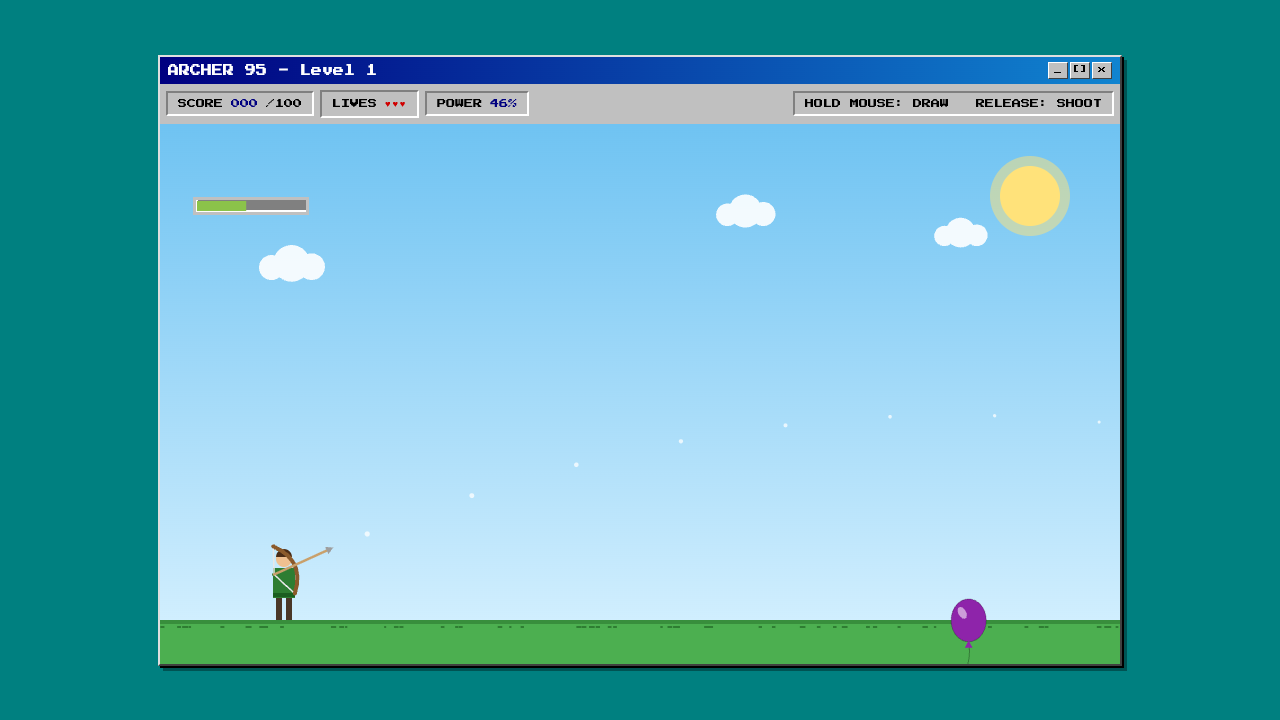 ARCHER 95 - Level 1
SCORE 000 /100 LIVES ♥♥♥ POWER 46% HOLD MOUSE: DRAW RELEASE: SHOOT